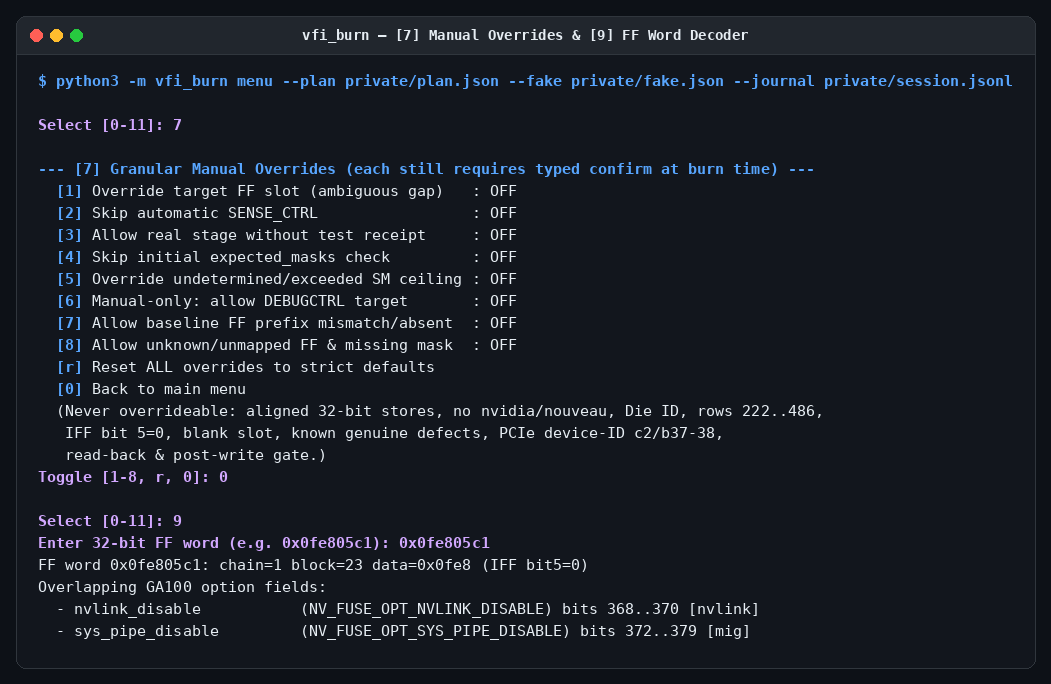 vfi_burn — [7] Manual Overrides & [9] FF Word Decoder
$ python3 -m vfi_burn menu --plan private/plan.json --fake private/fake.json --journal private/session.jsonl
Select [0-11]: 7
--- [7] Granular Manual Overrides (each still requires typed confirm at burn time) ---
[1] Override target FF slot (ambiguous gap)   : OFF
[2] Skip automatic SENSE_CTRL                 : OFF
[3] Allow real stage without test receipt     : OFF
[4] Skip initial expected_masks check         : OFF
[5] Override undetermined/exceeded SM ceiling : OFF
[6] Manual-only: allow DEBUGCTRL target       : OFF
[7] Allow baseline FF prefix mismatch/absent  : OFF
[8] Allow unknown/unmapped FF & missing mask  : OFF
[r] Reset ALL overrides to strict defaults
[0] Back to main menu
(Never overrideable: aligned 32-bit stores, no nvidia/nouveau, Die ID, rows 222..486,
IFF bit 5=0, blank slot, known genuine defects, PCIe device-ID c2/b37-38,
read-back & post-write gate.)
Toggle [1-8, r, 0]: 0
Select [0-11]: 9
Enter 32-bit FF word (e.g. 0x0fe805c1): 0x0fe805c1
FF word 0x0fe805c1: chain=1 block=23 data=0x0fe8 (IFF bit5=0)
Overlapping GA100 option fields:
- nvlink_disable           (NV_FUSE_OPT_NVLINK_DISABLE) bits 368..370 [nvlink]
- sys_pipe_disable         (NV_FUSE_OPT_SYS_PIPE_DISABLE) bits 372..379 [mig]